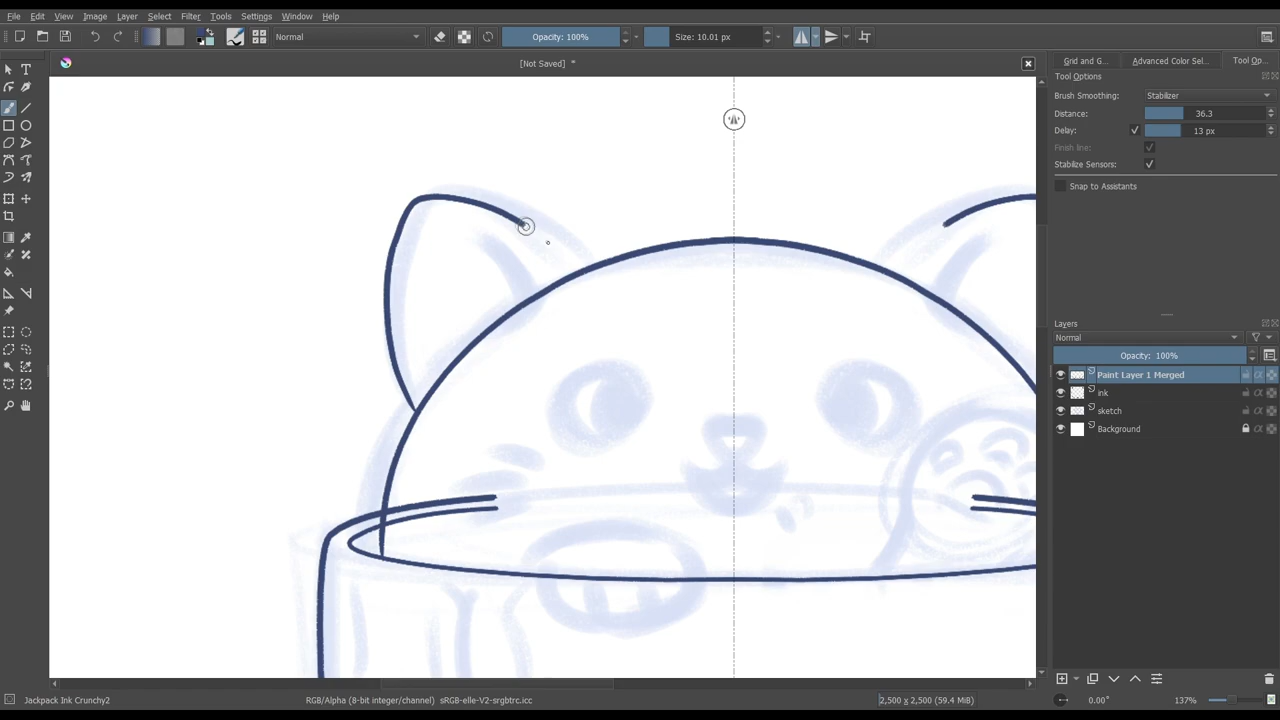 File Edit View Image Layer Select Filter Tools Settings Window Help
Normal Opacity: 100% Size: 10.01 px
[Not Saved] *
Grid and G... Advanced Color Sel... Tool Op...
Tool Options
Brush Smoothing: Stabilizer
Distance: 36.3
Delay: 13 px
Finish line:
Stabilize Sensors:
Snap to Assistants
Layers
Normal
Opacity: 100%
Paint Layer 1 Merged
ink
sketch
Background
Jackpack Ink Crunchy2 RGB/Alpha (8-bit integer/channel) sRGB-elle-V2-srgbtrc.icc 2,500 x 2,500 (59.4 MiB) 0.00° 137%